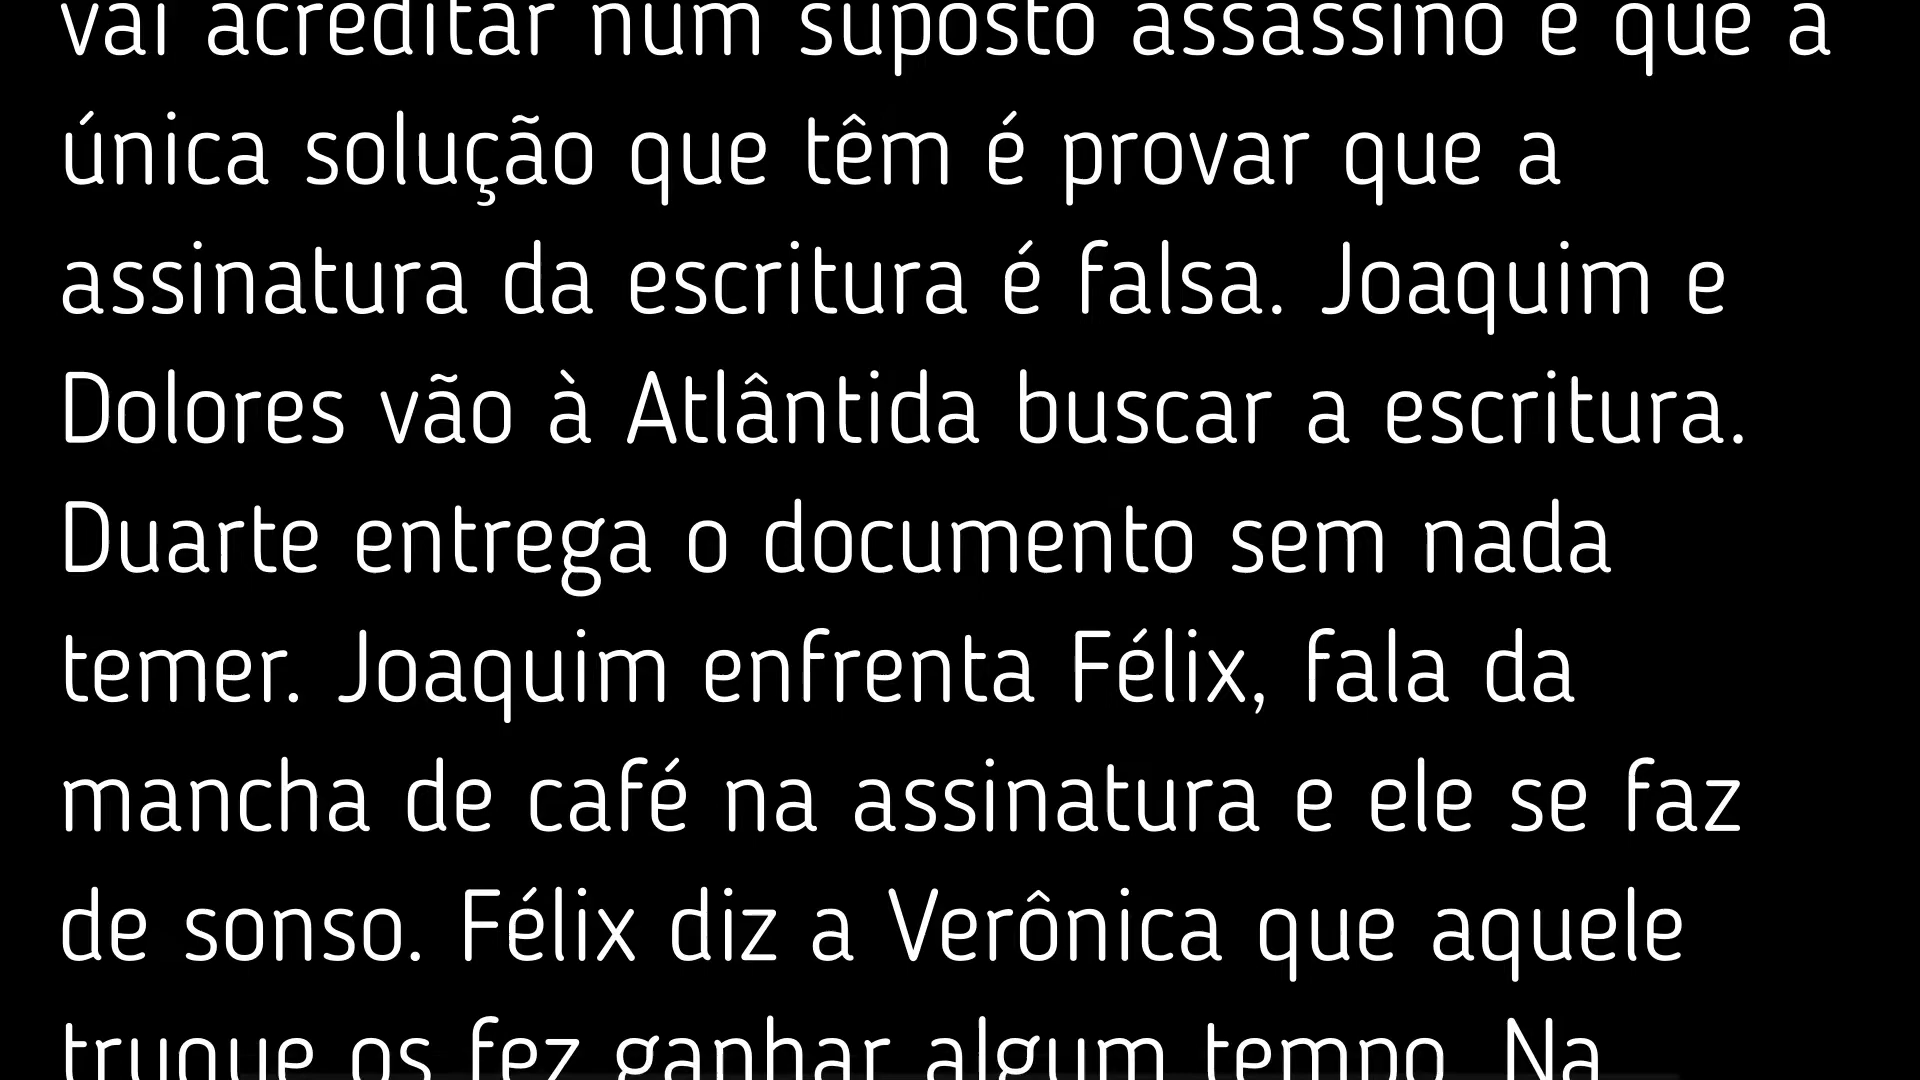 vai acreditar num suposto assassino e que a
única solução que têm é provar que a
assinatura da escritura é falsa. Joaquim e
Dolores vão à Atlântida buscar a escritura.
Duarte entrega o documento sem nada
temer. Joaquim enfrenta Félix, fala da
mancha de café na assinatura e ele se faz
de sonso. Félix diz a Verônica que aquele
truque os fez ganhar algum tempo. Na